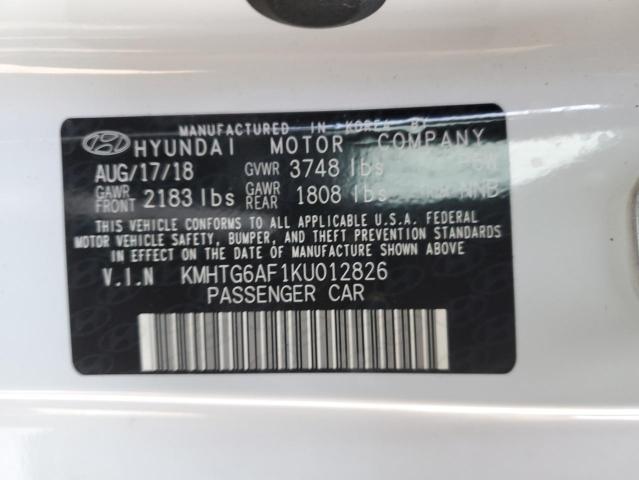 MANUFACTURED IN KOREA BY
HYUNDAI MOTOR COMPANY
AUG/17/18 GVWR 3748 lbs
GAWR FRONT 2183 lbs GAWR REAR 1808 lbs NNB
THIS VEHICLE CONFORMS TO ALL APPLICABLE U.S.A. FEDERAL
MOTOR VEHICLE SAFETY, BUMPER, AND THEFT PREVENTION
STANDARDS IN EFFECT ON THE DATE OF MANUFACTURE SHOWN ABOVE
V.I.N KMHTG6AF1KU012826
PASSENGER CAR